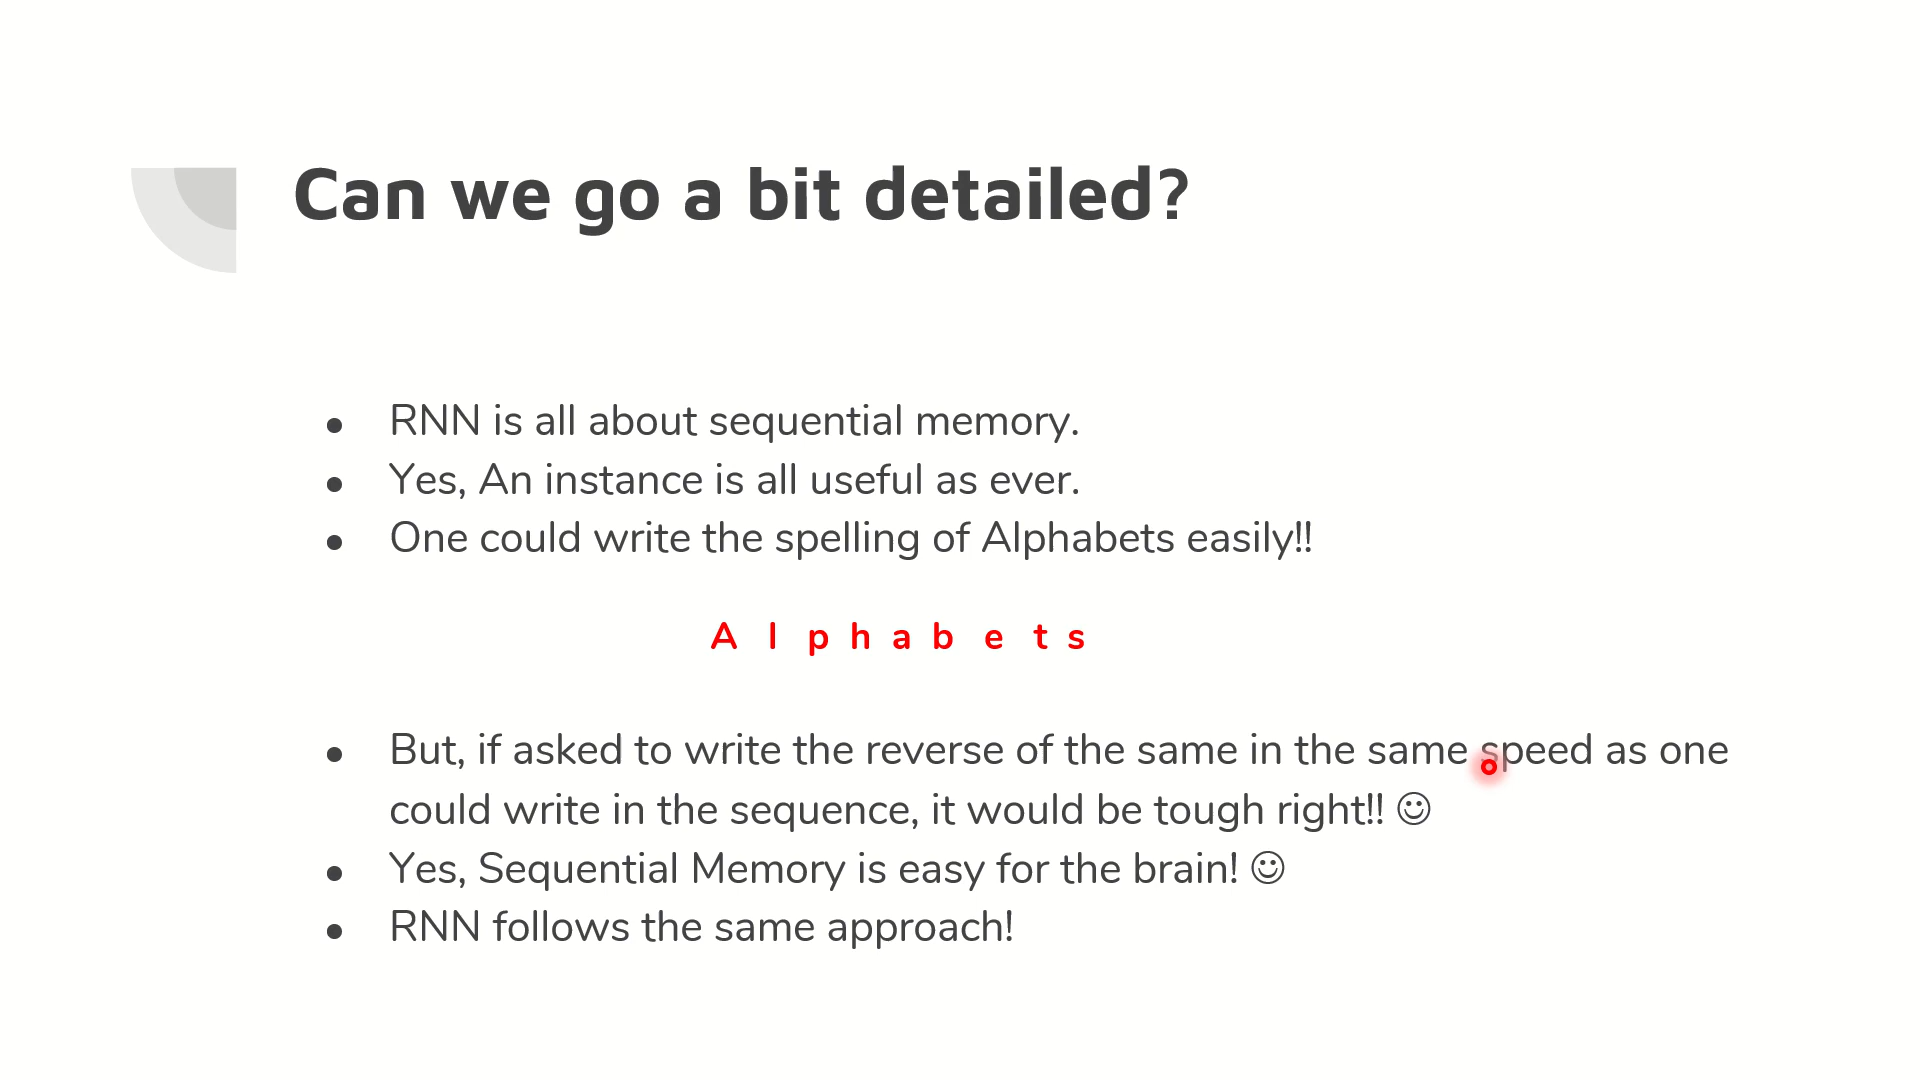 Can we go a bit detailed?
● RNN is all about sequential memory.
● Yes, An instance is all useful as ever.
● One could write the spelling of Alphabets easily!!
A l p h a b e t s
● But, if asked to write the reverse of the same in the same speed as one
could write in the sequence, it would be tough right!! ☺
● Yes, Sequential Memory is easy for the brain! ☺
● RNN follows the same approach!